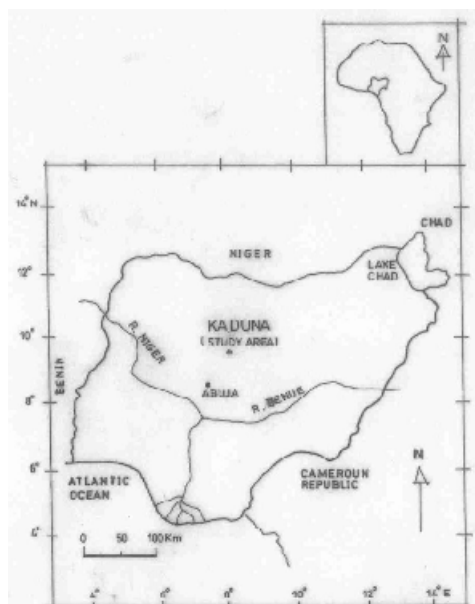 N
14°N
CHAD
NIGER
LAKE
CHAD
12°
KADUNA
(STUDY AREA)
10°
R. NIGER
BENIN
ABUJA
R. BENUE
8°
6°
ATLANTIC
OCEAN
CAMEROUN
REPUBLIC
N
4°
0 50 100Km
4° 6° 8° 10° 12° 14°E